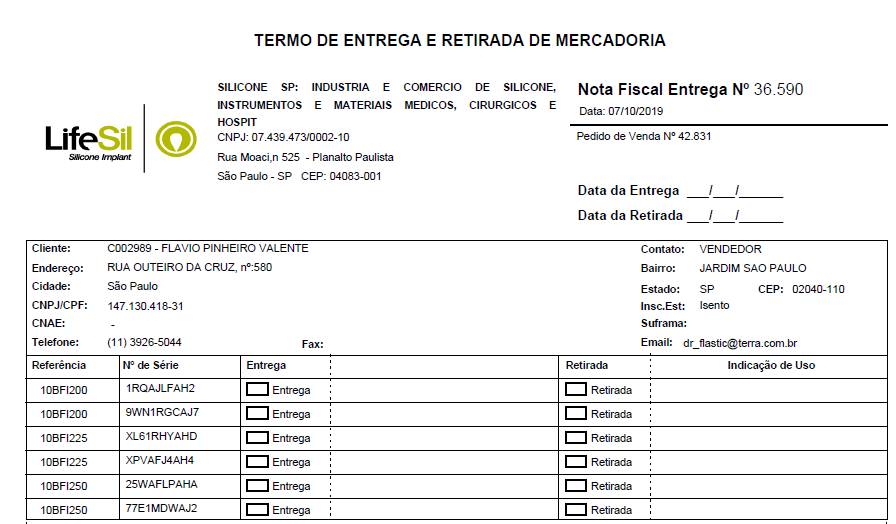 TERMO DE ENTREGA E RETIRADA DE MERCADORIA
LifeSil
Silicone Implant
SILICONE SP: INDUSTRIA E COMERCIO DE SILICONE,
INSTRUMENTOS E MATERIAIS MEDICOS, CIRURGICOS E
HOSPIT
CNPJ: 07.439.473/0002-10
Rua Moaci,n 525 - Planalto Paulista
São Paulo - SP CEP: 04083-001
Nota Fiscal Entrega Nº 36.590
Data: 07/10/2019
Pedido de Venda Nº 42.831
Data da Entrega ___/___/______
Data da Retirada ___/___/______
Cliente: C002989 - FLAVIO PINHEIRO VALENTE Contato: VENDEDOR
Endereço: RUA OUTEIRO DA CRUZ, nº:580 Bairro: JARDIM SAO PAULO
Cidade: São Paulo Estado: SP CEP: 02040-110
CNPJ/CPF: 147.130.418-31 Insc.Est: Isento
CNAE: - Suframa:
Telefone: (11) 3926-5044 Fax: Email: dr_flastic@terra.com.br
Referência Nº de Série Entrega Retirada Indicação de Uso
10BFI200 1RQAJLFAH2 Entrega Retirada
10BFI200 9WN1RGCAJ7 Entrega Retirada
10BFI225 XL61RHYAHD Entrega Retirada
10BFI225 XPVAFJ4AH4 Entrega Retirada
10BFI250 25WAFLPAHA Entrega Retirada
10BFI250 77E1MDWAJ2 Entrega Retirada